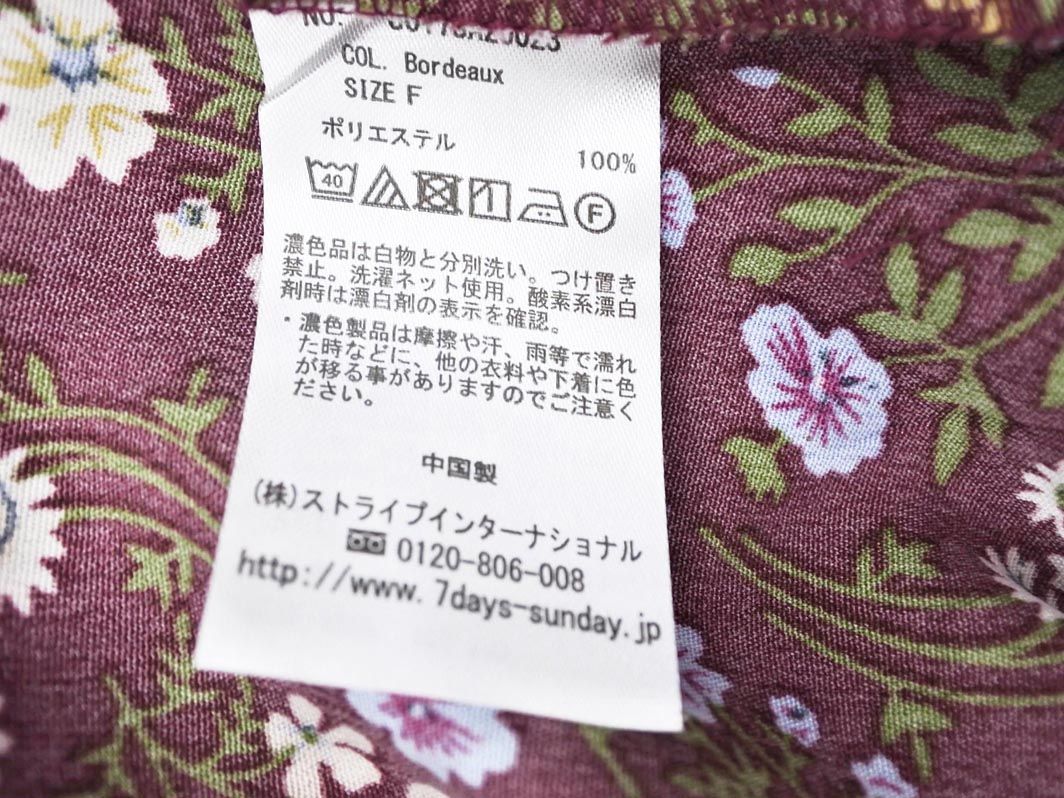 NO.
COL. Bordeaux
SIZE F
ポリエステル 100%
40
F
濃色品は白物と分別洗い。つけ置き
禁止。洗濯ネット使用。酸素系漂白
剤時は漂白剤の表示を確認。
・濃色製品は摩擦や汗、雨等で濡れ
た時などに、他の衣料や下着に色
が移る事がありますのでご注意く
ださい。
中国製
(株)ストライプインターナショナル
0120-806-008
http://www.7days-sunday.jp